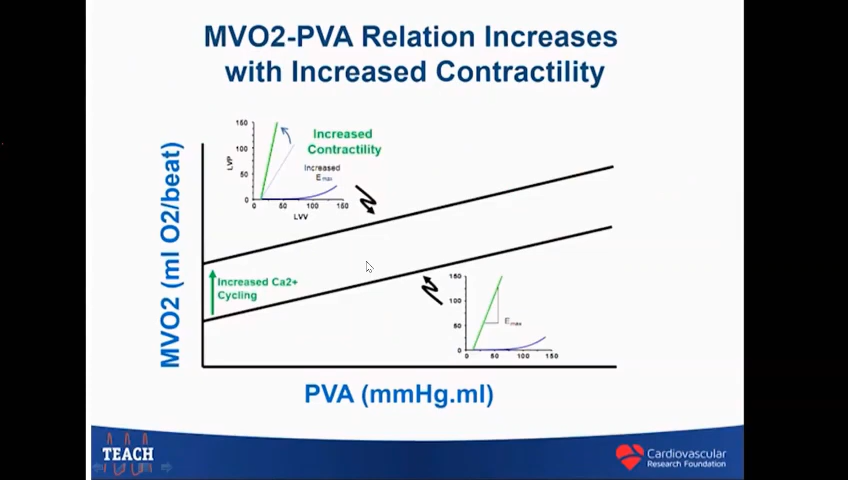 MVO2-PVA Relation Increases
with Increased Contractility
MVO2 (ml O2/beat)
150
100
50
0
LVP
0 50 100 150
LVV
Increased
Contractility
Increased
Emax
Increased Ca2+
Cycling
150
100
50
0
0 50 100 150
Emax
PVA (mmHg.ml)
TEACH
Cardiovascular
Research Foundation